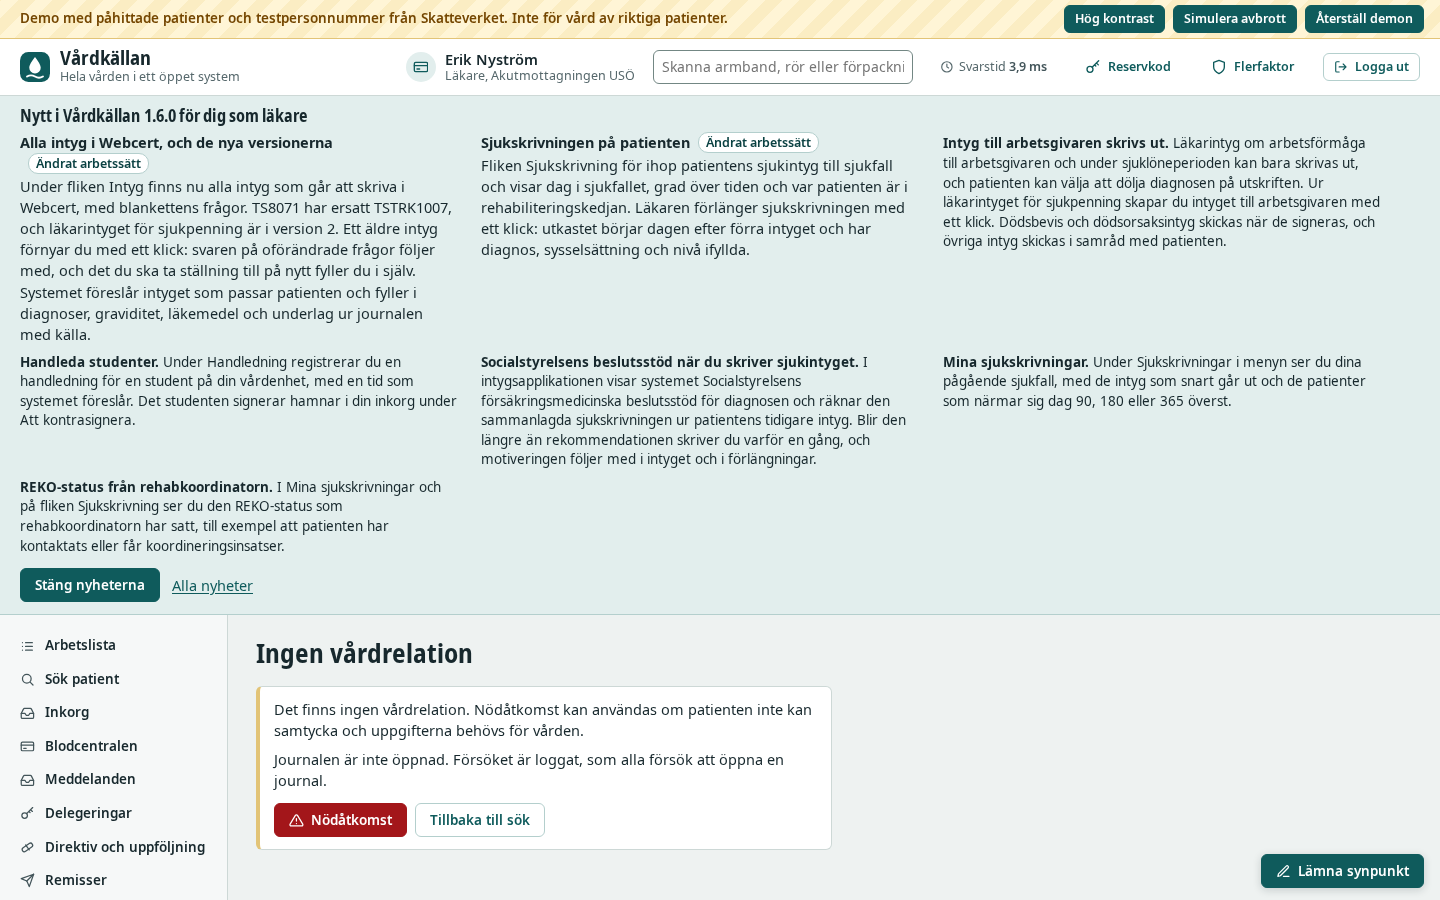 Demo med påhittade patienter och testpersonnummer från Skatteverket. Inte för vård av riktiga patienter.
Hög kontrast
Simulera avbrott
Återställ demon
Vårdkällan
Hela vården i ett öppet system
Erik Nyström
Läkare, Akutmottagningen USÖ
Skanna armband, rör eller förpackni
Svarstid 3,9 ms
Reservkod
Flerfaktor
Logga ut
Nytt i Vårdkällan 1.6.0 för dig som läkare
Alla intyg i Webcert, och de nya versionerna
Ändrat arbetssätt
Under fliken Intyg finns nu alla intyg som går att skriva i
Webcert, med blankettens frågor. TS8071 har ersatt TSTRK1007,
och läkarintyget för sjukpenning är i version 2. Ett äldre intyg
förnyar du med ett klick: svaren på oförändrade frågor följer
med, och det du ska ta ställning till på nytt fyller du i själv.
Systemet föreslår intyget som passar patienten och fyller i
diagnoser, graviditet, läkemedel och underlag ur journalen
med källa.
Sjukskrivningen på patienten Ändrat arbetssätt
Fliken Sjukskrivning för ihop patientens sjukintyg till sjukfall
och visar dag i sjukfallet, grad över tiden och var patienten är i
rehabiliteringskedjan. Läkaren förlänger sjukskrivningen med
ett klick: utkastet börjar dagen efter förra intyget och har
diagnos, sysselsättning och nivå ifyllda.
Intyg till arbetsgivaren skrivs ut. Läkarintyg om arbetsförmåga
till arbetsgivaren och under sjuklöneperioden kan bara skrivas ut,
och patienten kan välja att dölja diagnosen på utskriften. Ur
läkarintyget för sjukpenning skapar du intyget till arbetsgivaren med
ett klick. Dödsbevis och dödsorsaksintyg skickas när de signeras, och
övriga intyg skickas i samråd med patienten.
Handleda studenter. Under Handledning registrerar du en
handledning för en student på din vårdenhet, med en tid som
systemet föreslår. Det studenten signerar hamnar i din inkorg under
Att kontrasignera.
Socialstyrelsens beslutsstöd när du skriver sjukintyget. I
intygsapplikationen visar systemet Socialstyrelsens
försäkringsmedicinska beslutsstöd för diagnosen och räknar den
sammanlagda sjukskrivningen ur patientens tidigare intyg. Blir den
längre än rekommendationen skriver du varför en gång, och
motiveringen följer med i intyget och i förlängningar.
Mina sjukskrivningar. Under Sjukskrivningar i menyn ser du dina
pågående sjukfall, med de intyg som snart går ut och de patienter
som närmar sig dag 90, 180 eller 365 överst.
REKO-status från rehabkoordinatorn. I Mina sjukskrivningar och
på fliken Sjukskrivning ser du den REKO-status som
rehabkoordinatorn har satt, till exempel att patienten har
kontaktats eller får koordineringsinsatser.
Stäng nyheterna
Alla nyheter
Arbetslista
Sök patient
Inkorg
Blodcentralen
Meddelanden
Delegeringar
Direktiv och uppföljning
Remisser
Ingen vårdrelation
Det finns ingen vårdrelation. Nödåtkomst kan användas om patienten inte kan
samtycka och uppgifterna behövs för vården.
Journalen är inte öppnad. Försöket är loggat, som alla försök att öppna en
journal.
Nödåtkomst
Tillbaka till sök
Lämna synpunkt